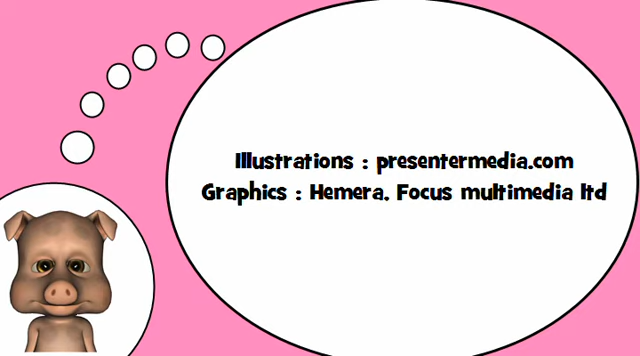 Illustrations : presentermedia.com
Graphics : Hemera. Focus multimedia ltd